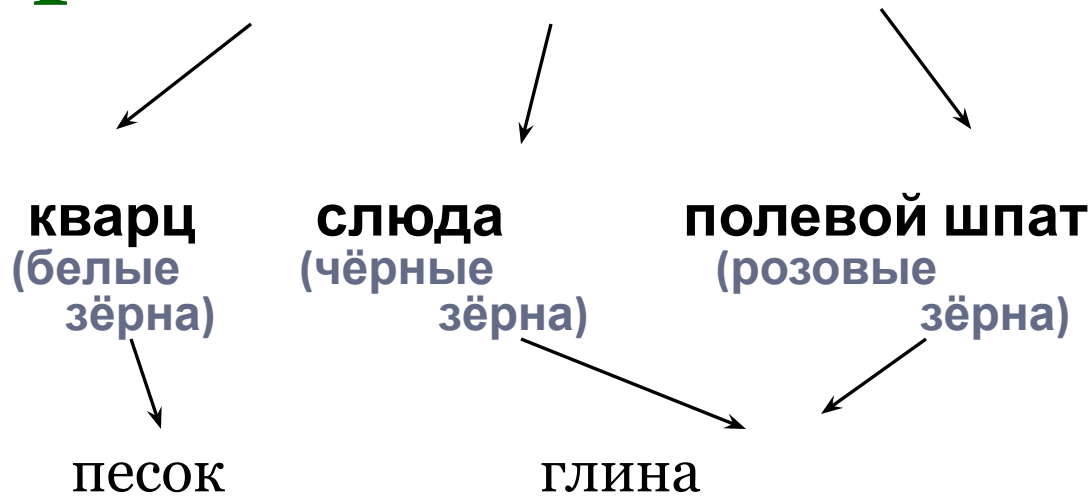 кварц слюда полевой шпат
(белые (чёрные (розовые
зёрна) зёрна) зёрна)
песок глина